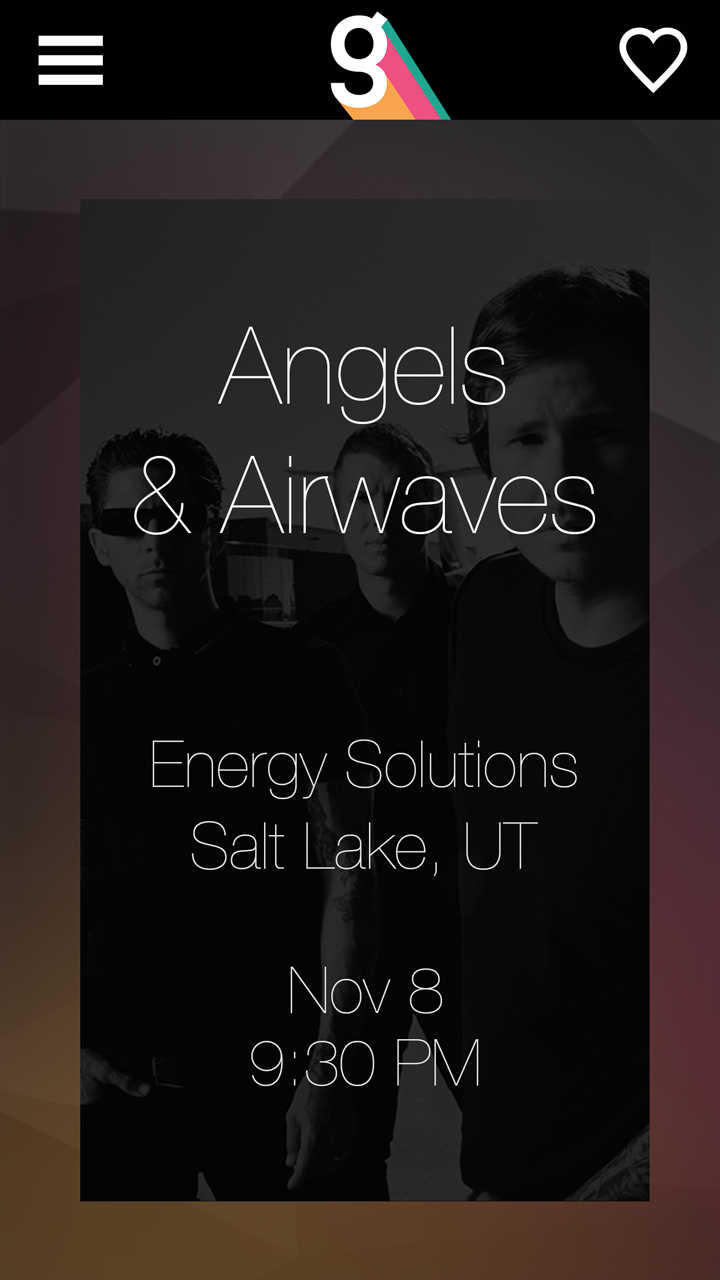 g
Angels
& Airwaves
Energy Solutions
Salt Lake, UT
Nov 8
9:30 PM